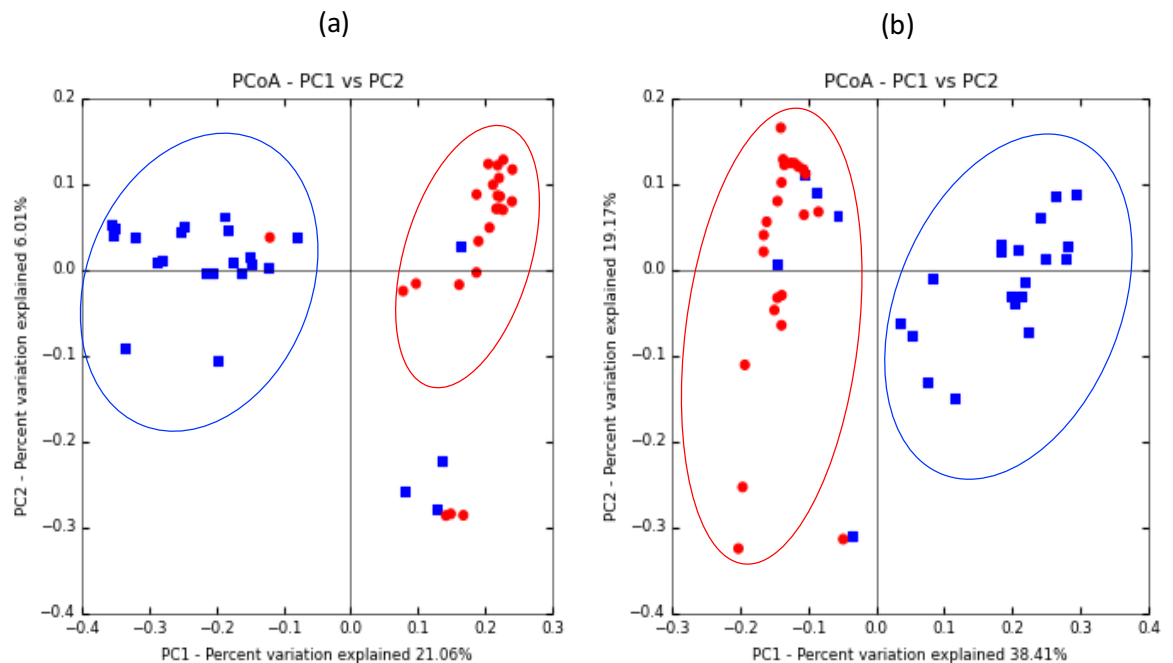 (a)
PCoA - PC1 vs PC2
0.2
0.1
0.0
−0.1
−0.2
−0.3
−0.4
−0.4 −0.3 −0.2 −0.1 0.0 0.1 0.2 0.3
PC1 - Percent variation explained 21.06%
PC2 - Percent variation explained 6.01%
(b)
PCoA - PC1 vs PC2
0.2
0.1
0.0
−0.1
−0.2
−0.3
−0.4
−0.3 −0.2 −0.1 0.0 0.1 0.2 0.3 0.4
PC1 - Percent variation explained 38.41%
PC2 - Percent variation explained 19.17%